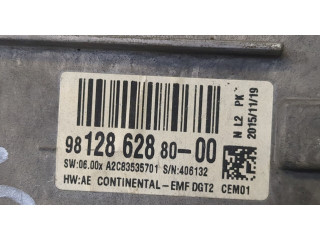 98 128 628 80-00
SW:06.00x A2C83535701 S/N:406132
HW:AE CONTINENTAL-EMF DGT2 CEM01
N L2 PK
2015/11/19